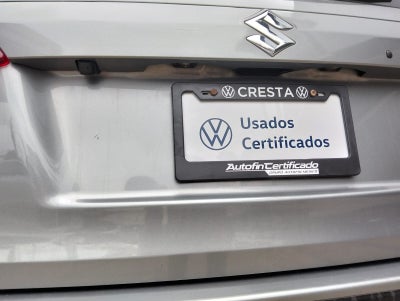 CRESTA
Usados
Certificados
Autofin Certificado